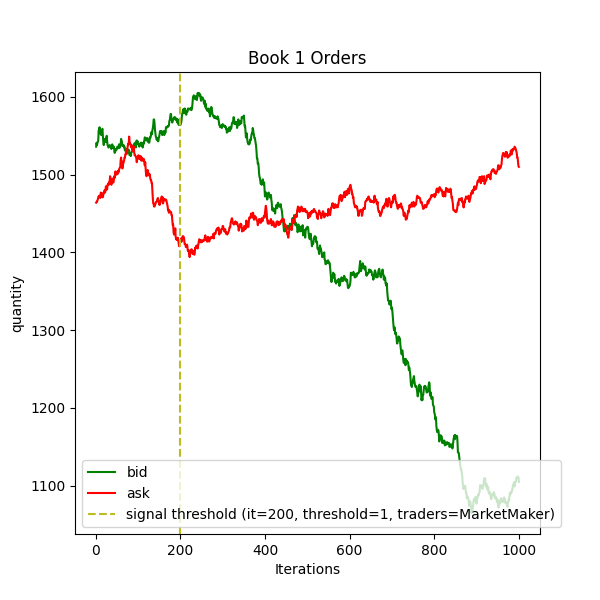 Book 1 Orders
1600
1500
1400
1300
1200
1100
quantity
bid
ask
signal threshold (it=200, threshold=1, traders=MarketMaker)
0 200 400 600 800 1000
Iterations